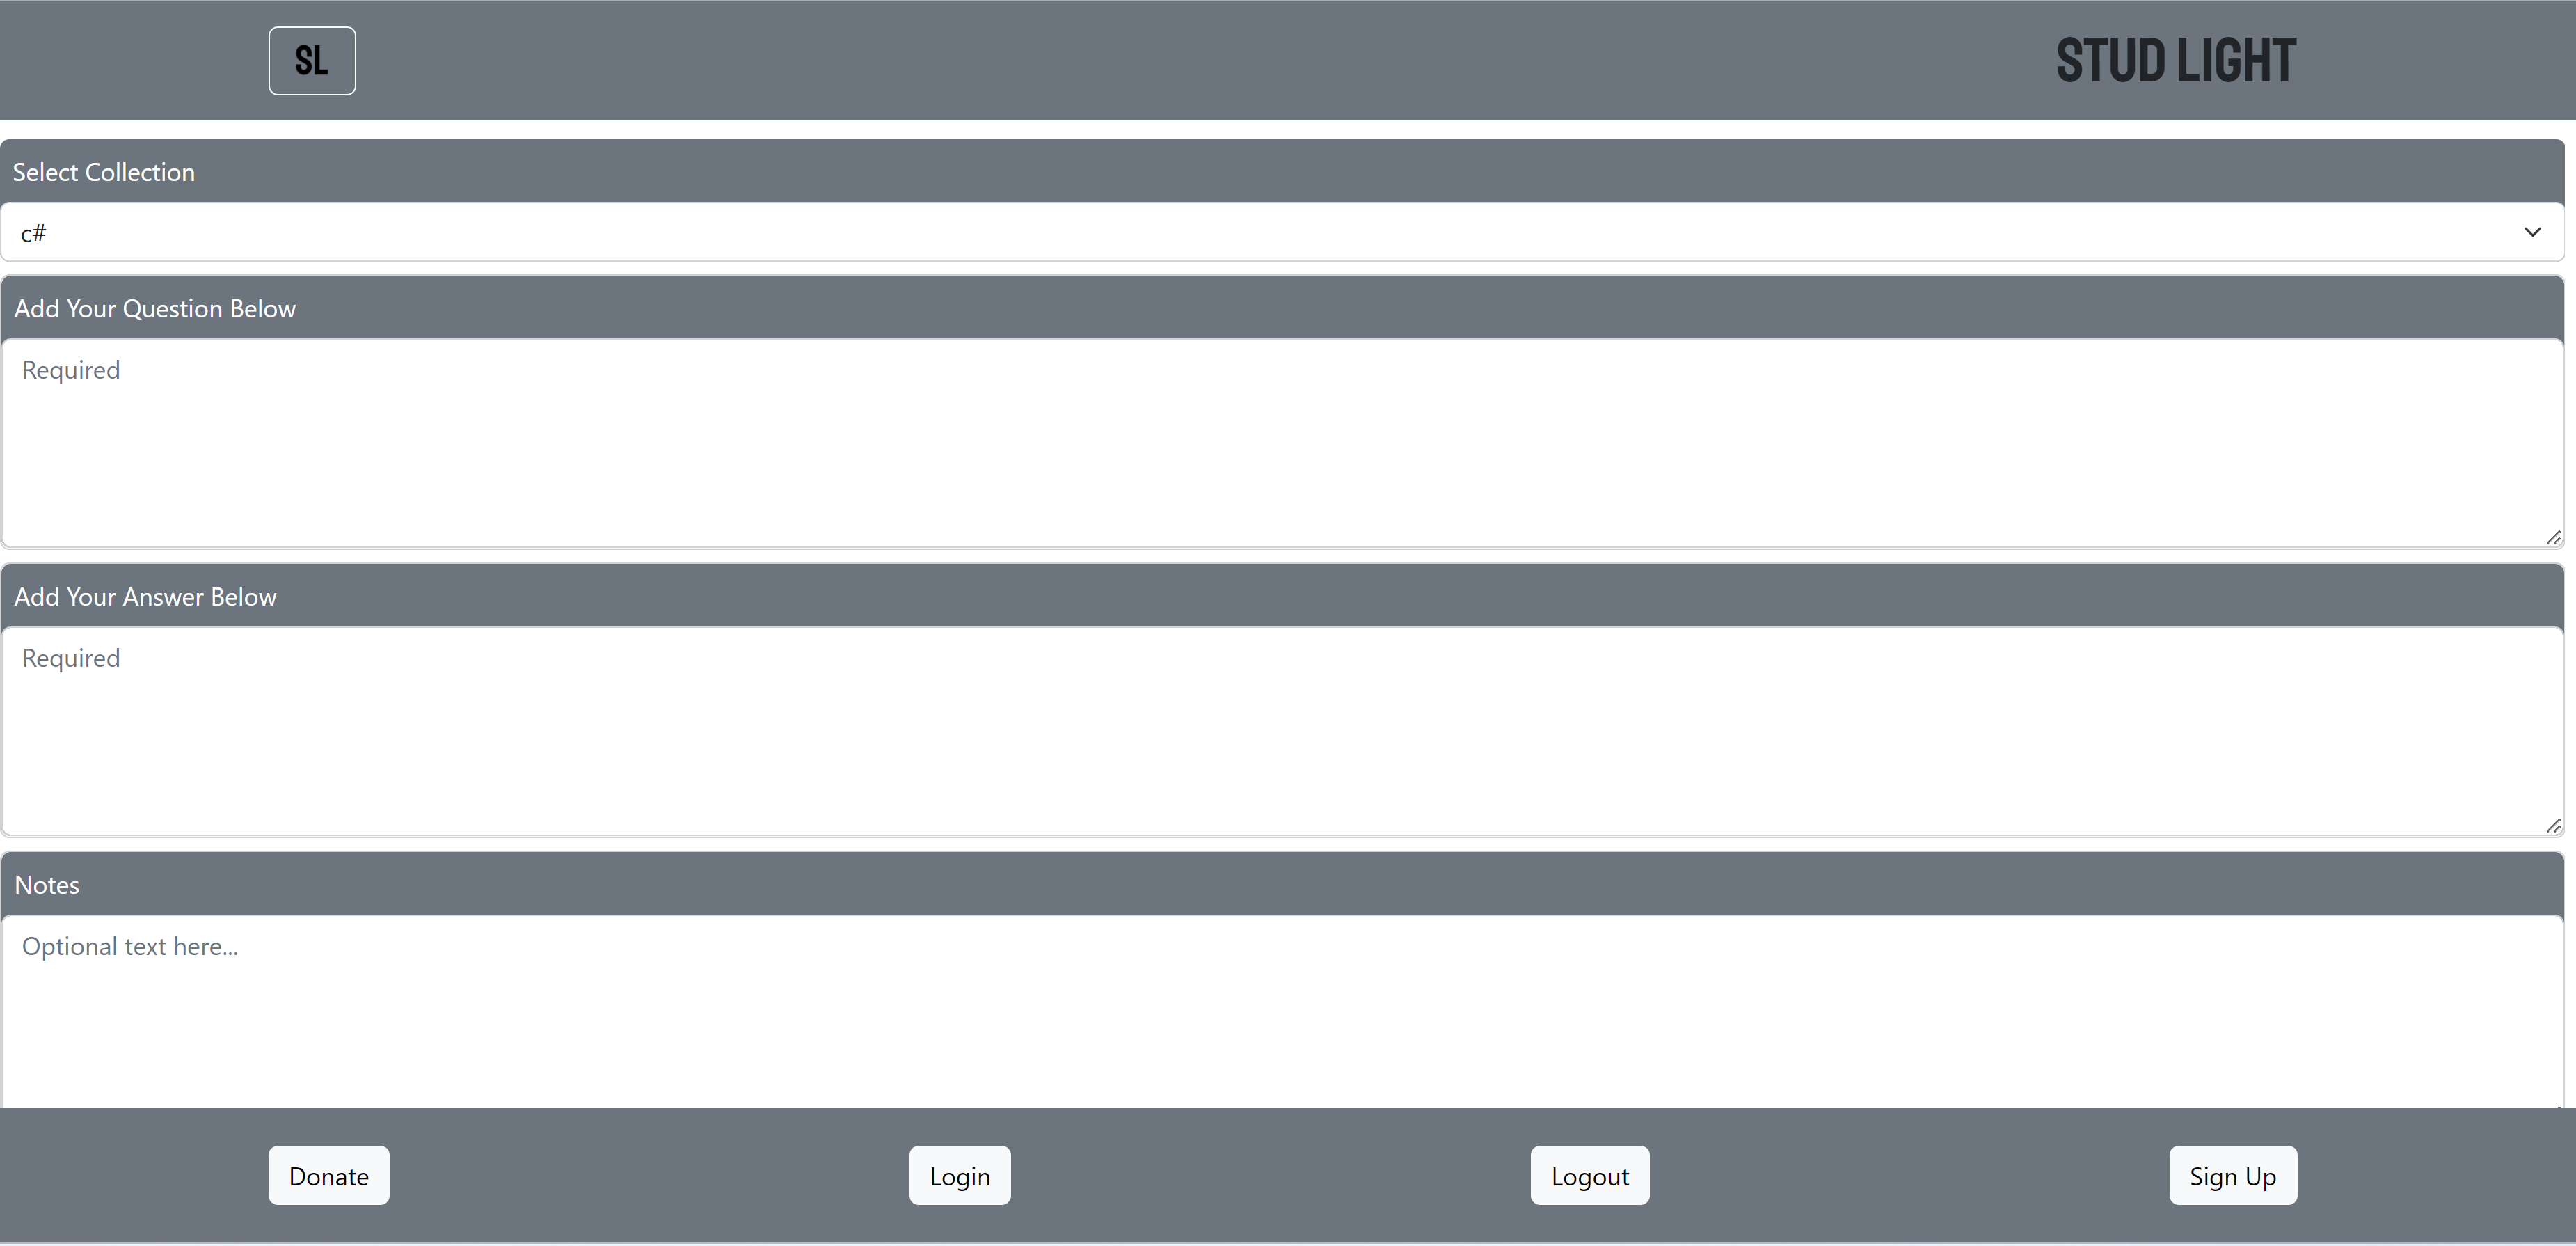 SL
STUD LIGHT
Select Collection
c#
Add Your Question Below
Required
Add Your Answer Below
Required
Notes
Optional text here...
Donate
Login
Logout
Sign Up